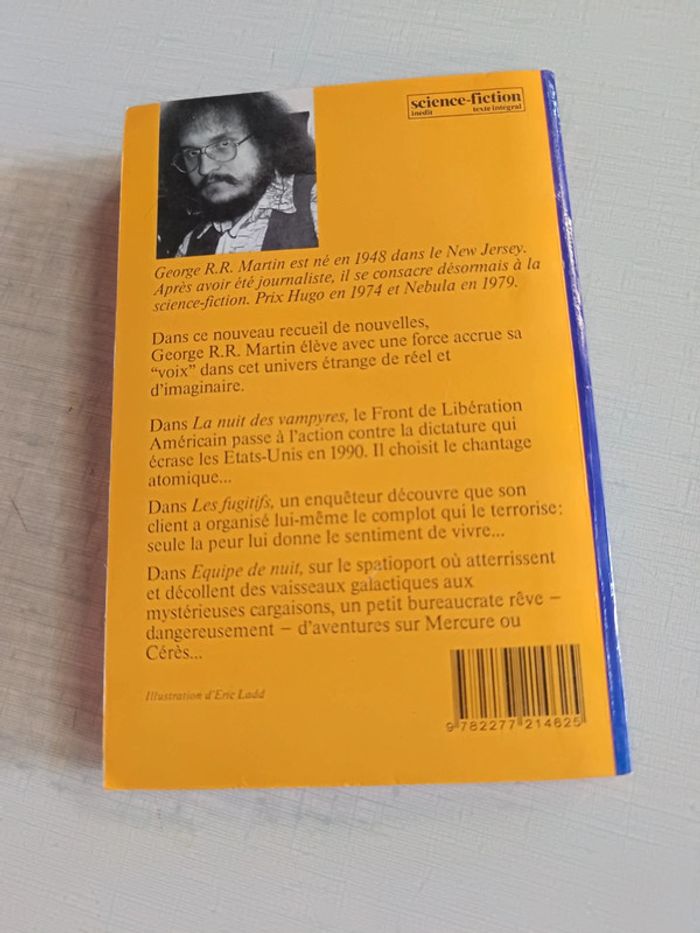 science-fiction
inédit texte intégral
George R.R. Martin est né en 1948 dans le New Jersey.
Après avoir été journaliste, il se consacre désormais à la
science-fiction. Prix Hugo en 1974 et Nebula en 1979.
Dans ce nouveau recueil de nouvelles,
George R.R. Martin élève avec une force accrue sa
“voix” dans cet univers étrange de réel et
d'imaginaire.
Dans La nuit des vampyres, le Front de Libération
Américain passe à l'action contre la dictature qui
écrase les Etats-Unis en 1990. Il choisit le chantage
atomique...
Dans Les fugitifs, un enquêteur découvre que son
client a organisé lui-même le complot qui le terrorise:
seule la peur lui donne le sentiment de vivre...
Dans Equipe de nuit, sur le spatioport où atterrissent
et décollent des vaisseaux galactiques aux
mystérieuses cargaisons, un petit bureaucrate rêve –
dangereusement – d'aventures sur Mercure ou
Cérès...
Illustration d'Eric Ladd
9 782277 214625